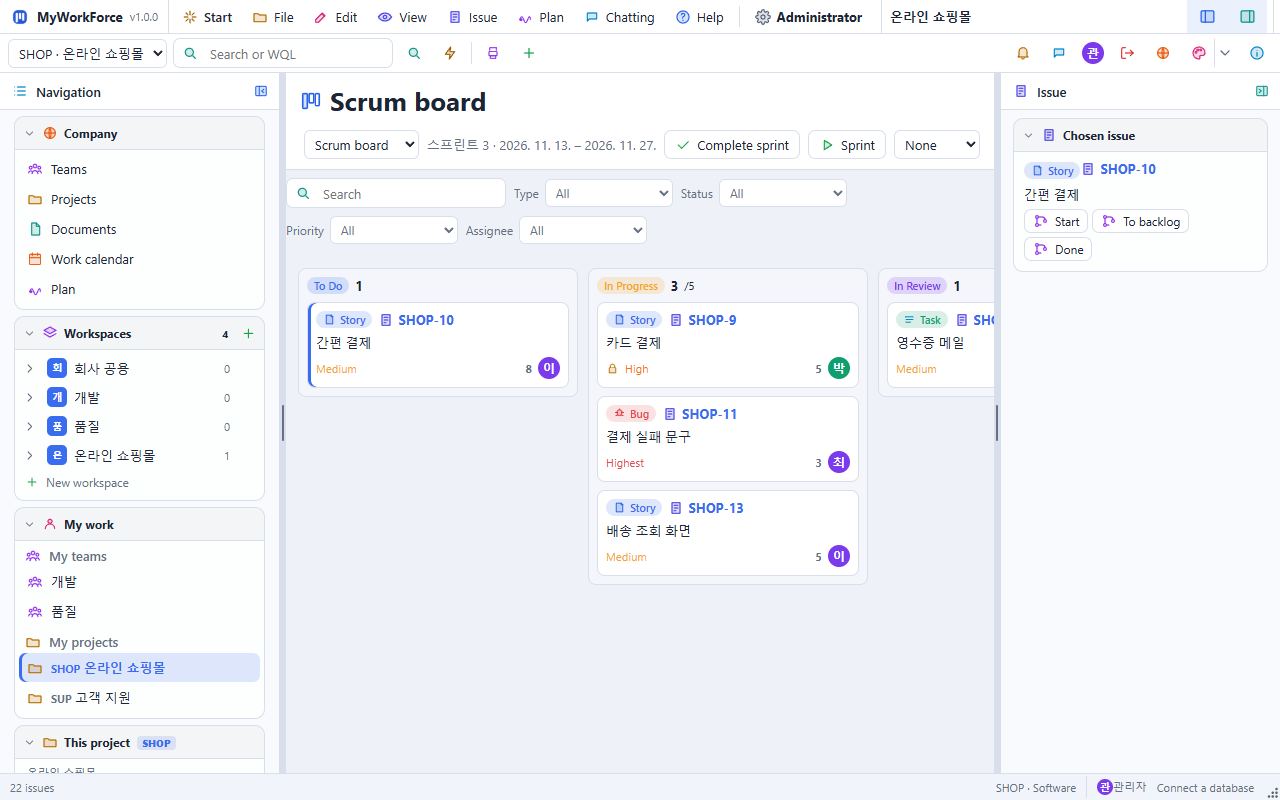 MyWorkForce v1.0.0 Start File Edit View Issue Plan Chatting Help Administrator 온라인 쇼핑몰
SHOP · 온라인 쇼핑몰 Search or WQL 관
Navigation
Company
Teams
Projects
Documents
Work calendar
Plan
Workspaces 4
회 회사 공용 0
개 개발 0
품 품질 0
온 온라인 쇼핑몰 1
New workspace
My work
My teams
개발
품질
My projects
SHOP 온라인 쇼핑몰
SUP 고객 지원
This project SHOP
온라인 쇼핑몰
Scrum board
Scrum board 스프린트 3 · 2026. 11. 13. – 2026. 11. 27. Complete sprint Sprint None
Search Type All Status All
Priority All Assignee All
To Do 1
Story SHOP-10
간편 결제
Medium 8 이
In Progress 3 /5
Story SHOP-9
카드 결제
High 5 박
Bug SHOP-11
결제 실패 문구
Highest 3 최
Story SHOP-13
배송 조회 화면
Medium 5 이
In Review 1
Task SHO
영수증 메일
Medium
Issue
Chosen issue
Story SHOP-10
간편 결제
Start To backlog
Done
22 issues SHOP · Software 관 관리자 Connect a database